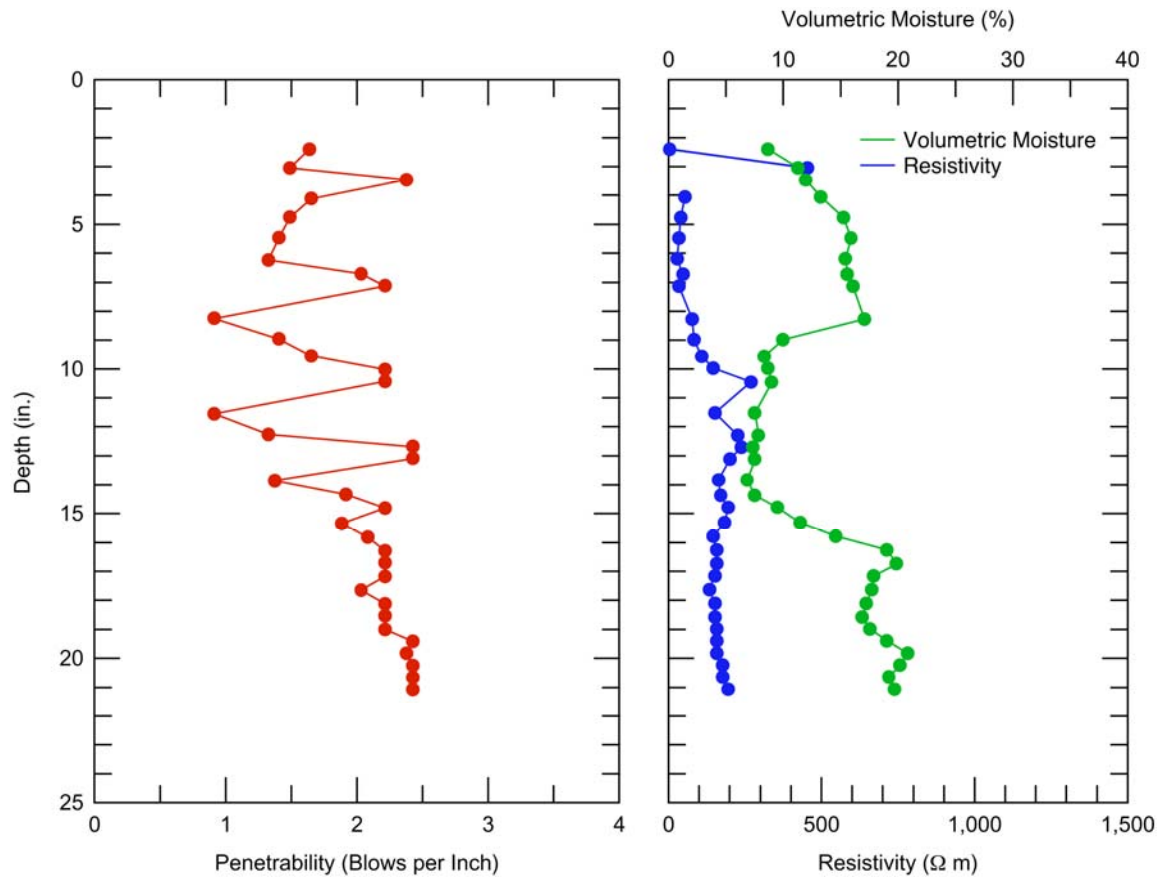 Volumetric Moisture (%)
0 10 20 30 40
0
5
10
15
20
25
Depth (in.)
0 1 2 3 4
Penetrability (Blows per Inch)
Volumetric Moisture
Resistivity
0 500 1,000 1,500
Resistivity (Ω m)